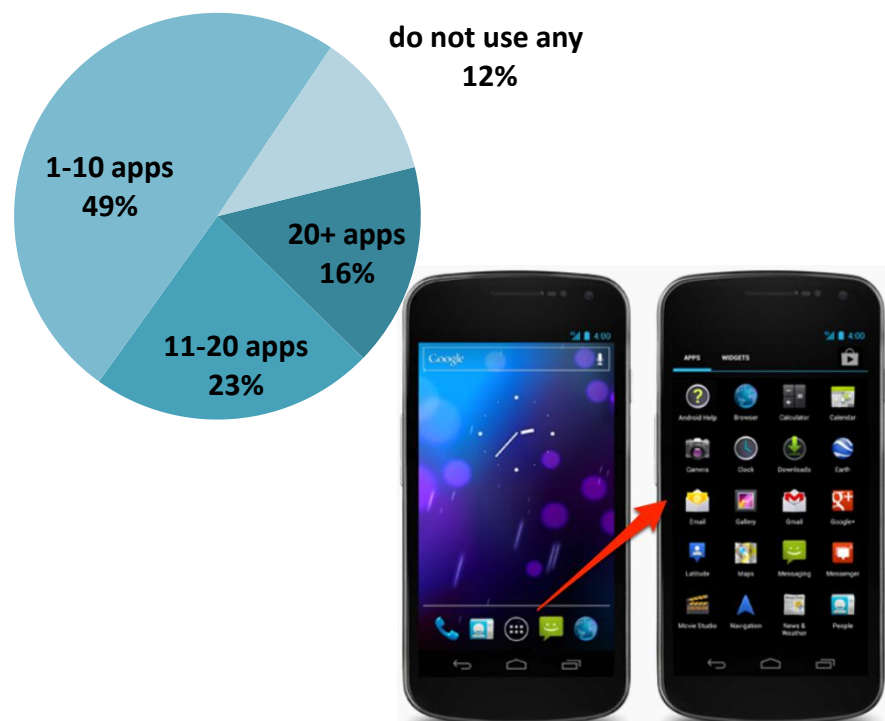 do not use any
12%
1-10 apps
49%
20+ apps
16%
11-20 apps
23%
4:00
Google
4:00
APPS WIDGETS
Android Help Browser Calculator Calendar
Camera Clock Downloads Earth
Email Gallery Gmail Google+
Latitude Maps Messaging Messenger
Movie Studio Navigation News & People
Weather